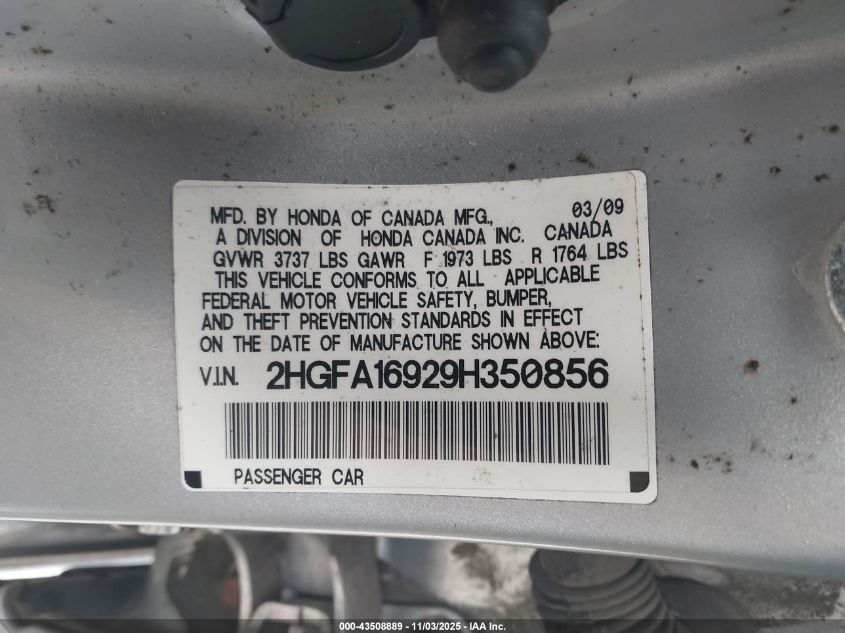 03/09
MFD. BY HONDA OF CANADA MFG.,
A DIVISION OF HONDA CANADA INC. CANADA
GVWR 3737 LBS GAWR F 1973 LBS R 1764 LBS
THIS VEHICLE CONFORMS TO ALL APPLICABLE
FEDERAL MOTOR VEHICLE SAFETY, BUMPER,
AND THEFT PREVENTION STANDARDS IN EFFECT
ON THE DATE OF MANUFACTURE SHOWN ABOVE:
V.I.N. 2HGFA16929H350856
PASSENGER CAR
000-43508889 - 11/03/2025 - IAA Inc.